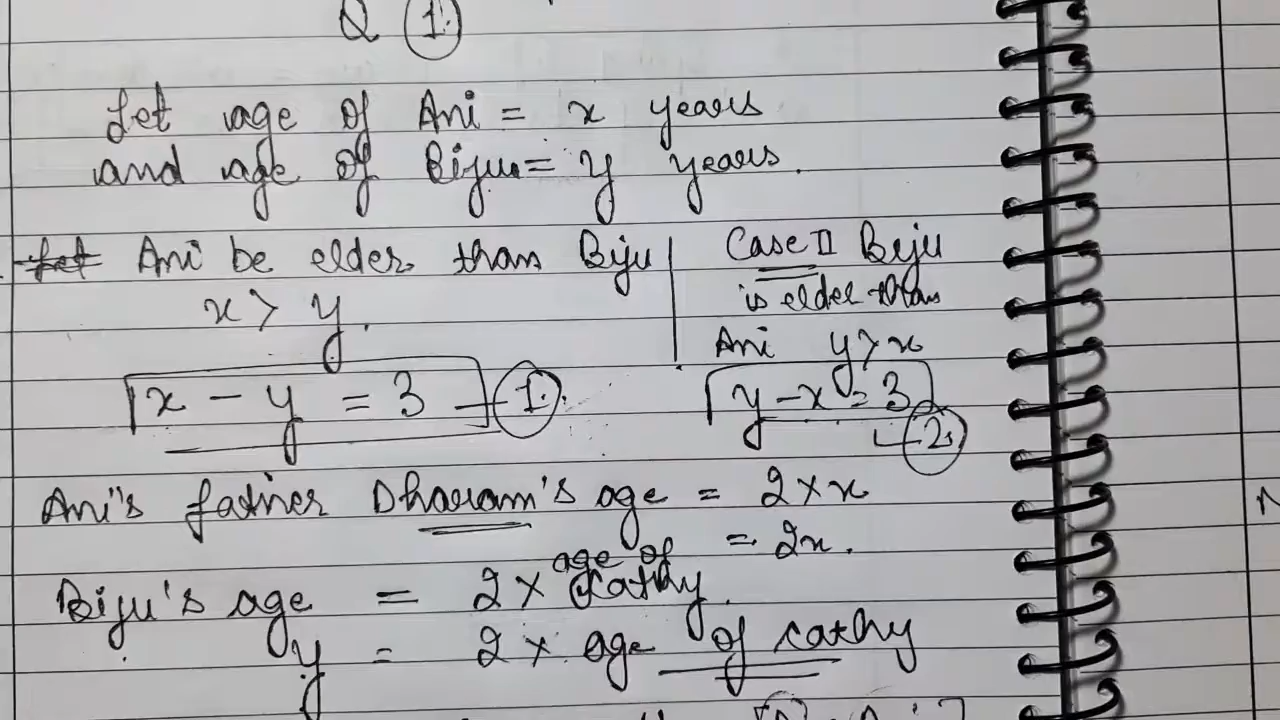 Q 1.
Let age of Ani = x years
and age of Biju = y years.
Let Ani be elder than Biju
x > y.
x - y = 3 - 1.
Case II Biju
is elder than
Ani y > x
y - x = 3
- 2.
Ani's father Dharam's age = 2 × x
= 2x.
Biju's age = 2 × age of Cathy.
y = 2 × age of Cathy